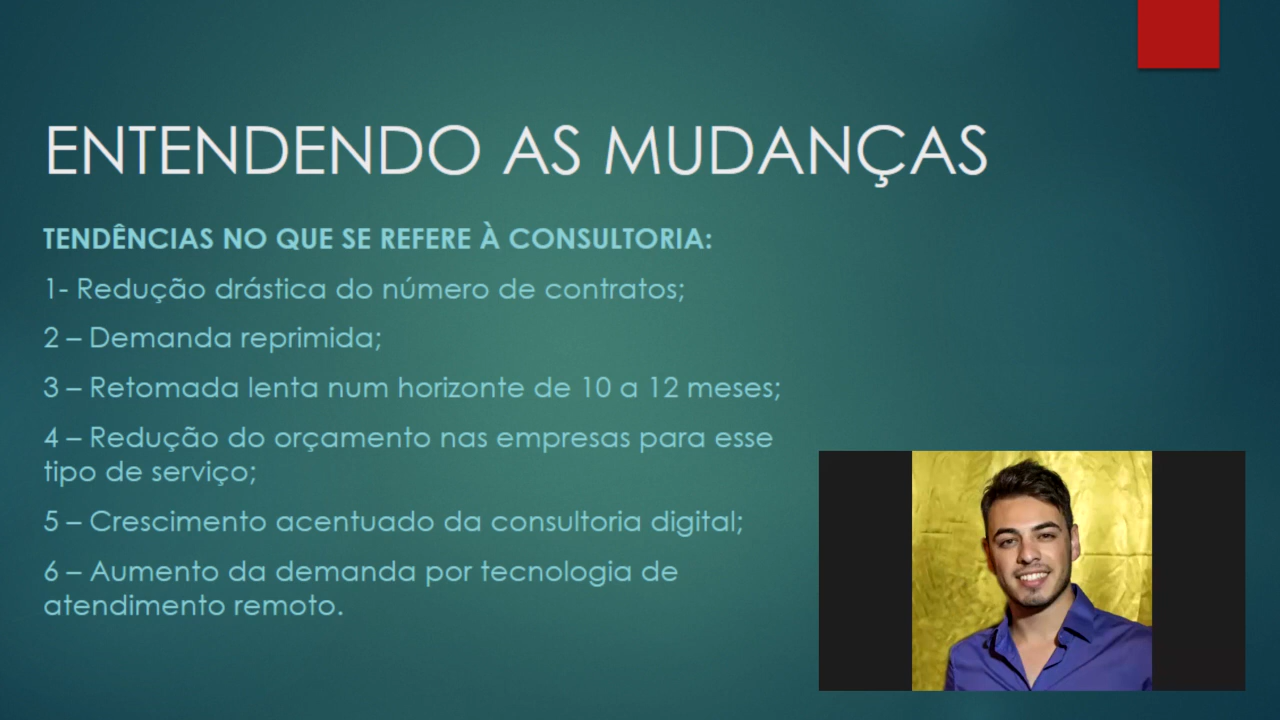 ENTENDENDO AS MUDANÇAS
TENDÊNCIAS NO QUE SE REFERE À CONSULTORIA:
1- Redução drástica do número de contratos;
2 – Demanda reprimida;
3 – Retomada lenta num horizonte de 10 a 12 meses;
4 – Redução do orçamento nas empresas para esse
tipo de serviço;
5 – Crescimento acentuado da consultoria digital;
6 – Aumento da demanda por tecnologia de
atendimento remoto.